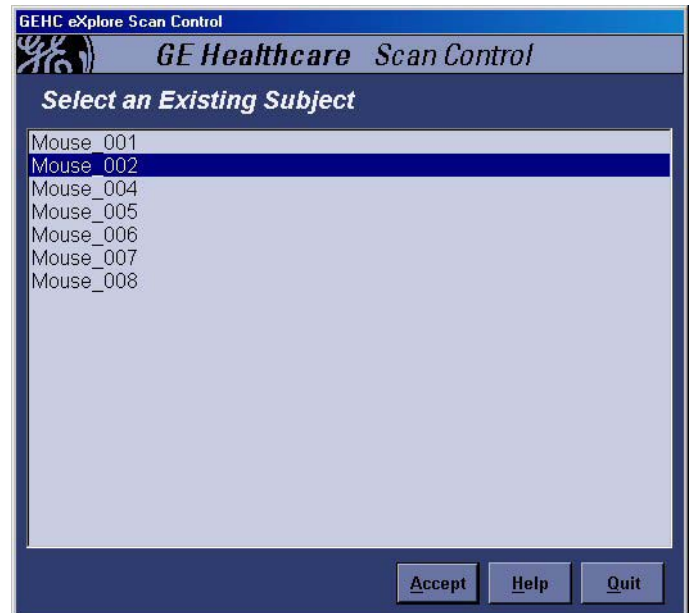 GEHC eXplore Scan Control
GE Healthcare Scan Control
Select an Existing Subject
Mouse_001
Mouse_002
Mouse_004
Mouse_005
Mouse_006
Mouse_007
Mouse_008
Accept Help Quit